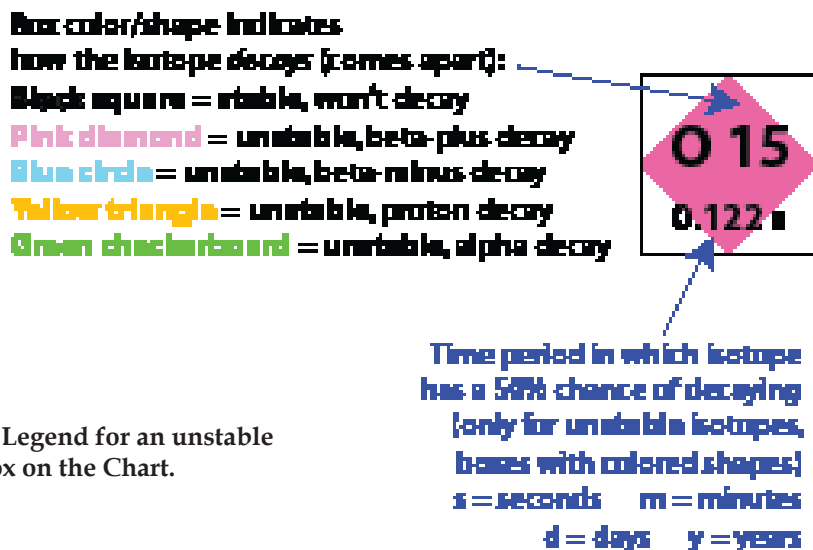 Box color/shape indicates
how the isotope decays (comes apart):
Black square = stable, won't decay
Pink diamond = unstable, beta-plus decay
Blue circle = unstable, beta-minus decay
Yellow triangle = unstable, proton decay
Green checkerboard = unstable, alpha decay
O 15
0.122 s
Time period in which isotope
has a 50% chance of decaying
(only for unstable isotopes,
boxes with colored shapes)
s = seconds m = minutes
d = days y = years
Legend for an unstable
ox on the Chart.